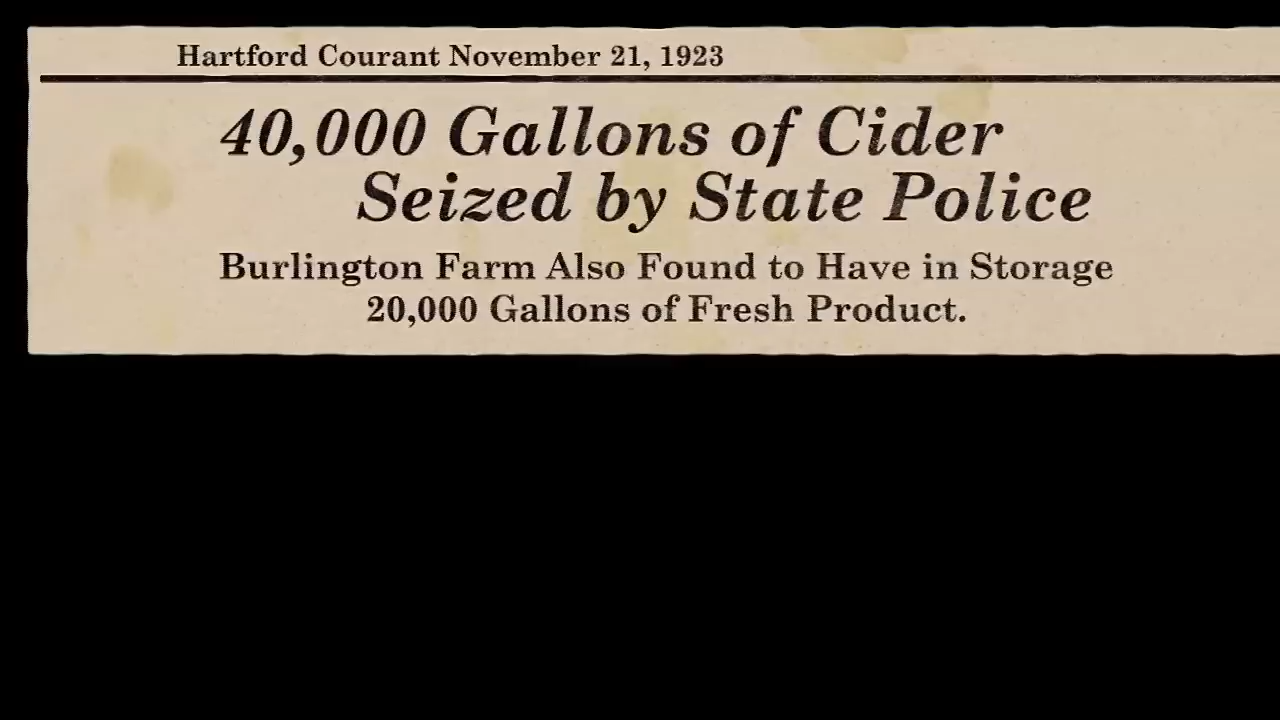 Hartford Courant November 21, 1923
40,000 Gallons of Cider
Seized by State Police
Burlington Farm Also Found to Have in Storage
20,000 Gallons of Fresh Product.